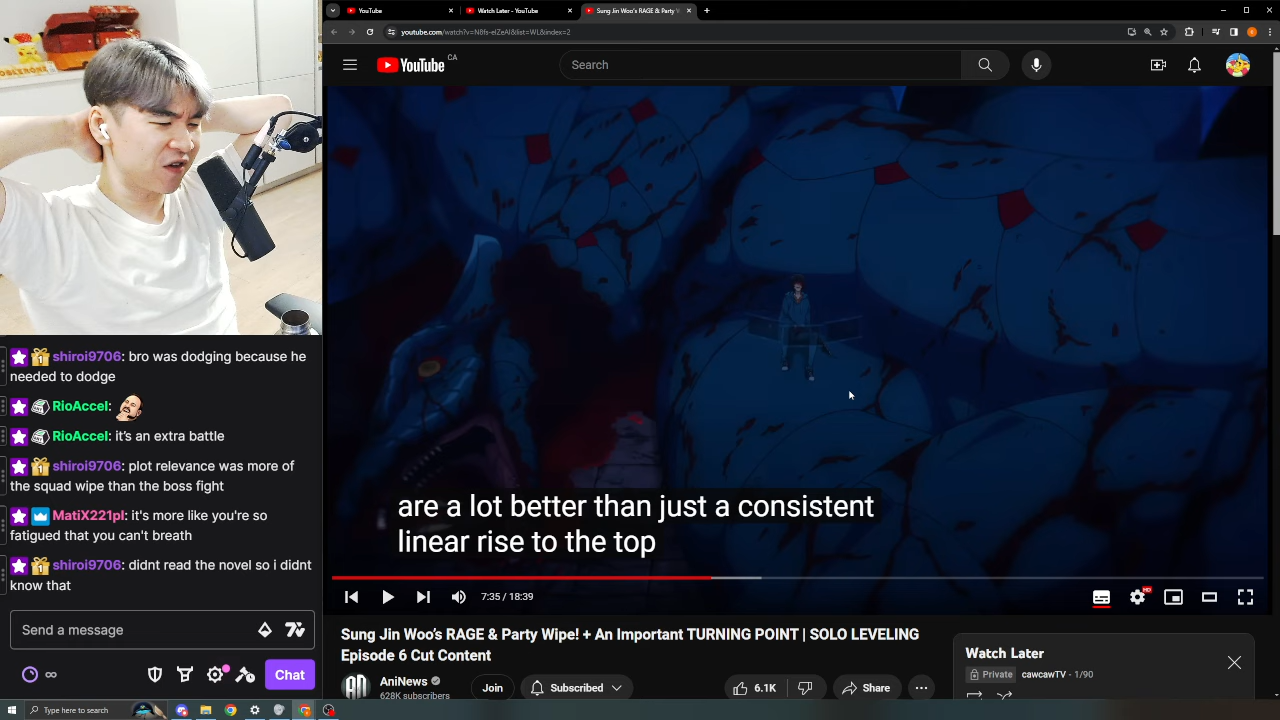 YouTube
Watch Later - YouTube
Sung Jin Woo's RAGE & Party W
youtube.com/watch?v=N8fs-eIZeAI&list=WL&index=2
YouTube CA
Search
shiroi9706: bro was dodging because he
needed to dodge
RioAccel:
RioAccel: it's an extra battle
shiroi9706: plot relevance was more of
the squad wipe than the boss fight
MatiX221pl: it's more like you're so
fatigued that you can't breath
shiroi9706: didnt read the novel so i didnt
know that
Send a message
Chat
are a lot better than just a consistent
linear rise to the top
7:35 / 18:39
HD
Sung Jin Woo's RAGE & Party Wipe! + An Important TURNING POINT | SOLO LEVELING
Episode 6 Cut Content
AniNews
628K subscribers
Join
Subscribed
6.1K
Share
Watch Later
Private
cawcawTV - 1/90
Type here to search